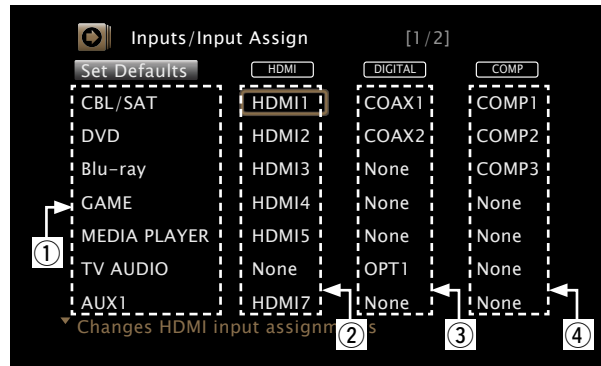 Inputs/Input Assign [1/2]
Set Defaults HDMI DIGITAL COMP
CBL/SAT HDMI1 COAX1 COMP1
DVD HDMI2 COAX2 COMP2
Blu-ray HDMI3 None COMP3
GAME HDMI4 None None
MEDIA PLAYER HDMI5 None None
TV AUDIO None OPT1 None
AUX1 HDMI7 None None
Changes HDMI input
① ② ③ ④